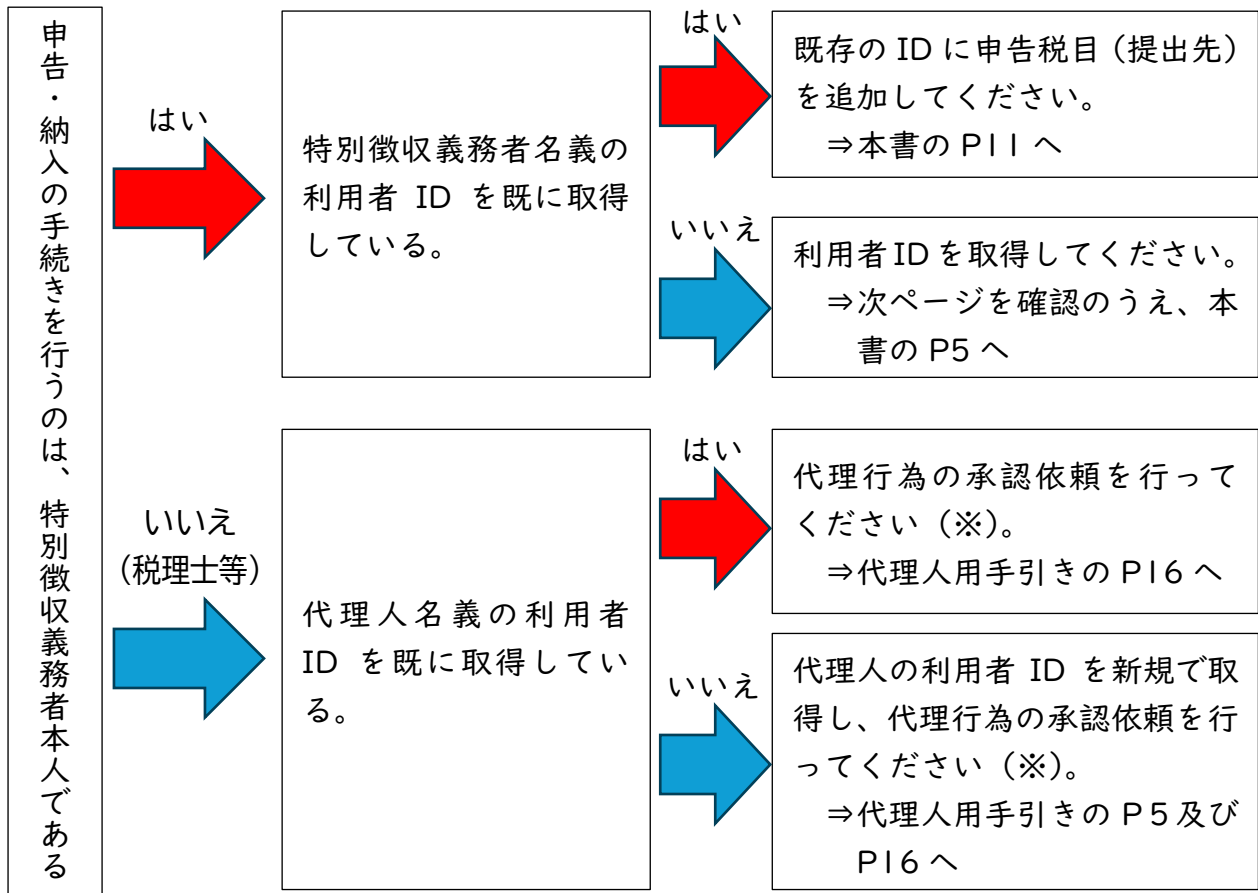 申告・納入の手続きを行うのは、特別徴収義務者本人である
はい
特別徴収義務者名義の
利用者 ID を既に取得
している。
はい
既存の ID に申告税目（提出先）
を追加してください。
⇒本書の P11 へ
いいえ
利用者 ID を取得してください。
⇒次ページを確認のうえ、本
書の P5 へ
いいえ
（税理士等）
代理人名義の利用者
ID を既に取得してい
る。
はい
代理行為の承認依頼を行って
ください（※）。
⇒代理人用手引きの P16 へ
いいえ
代理人の利用者 ID を新規で取
得し、代理行為の承認依頼を行
ってください（※）。
⇒代理人用手引きの P5 及び
P16 へ